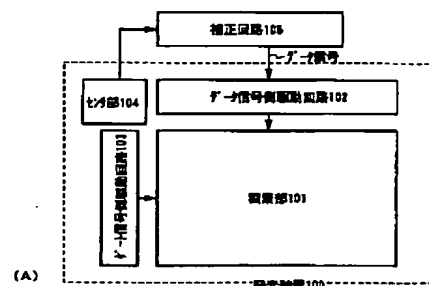 補正回路105
データ信号
センサ部104
データ信号側駆動回路102
ゲート信号側駆動回路103
画素部101
(A)